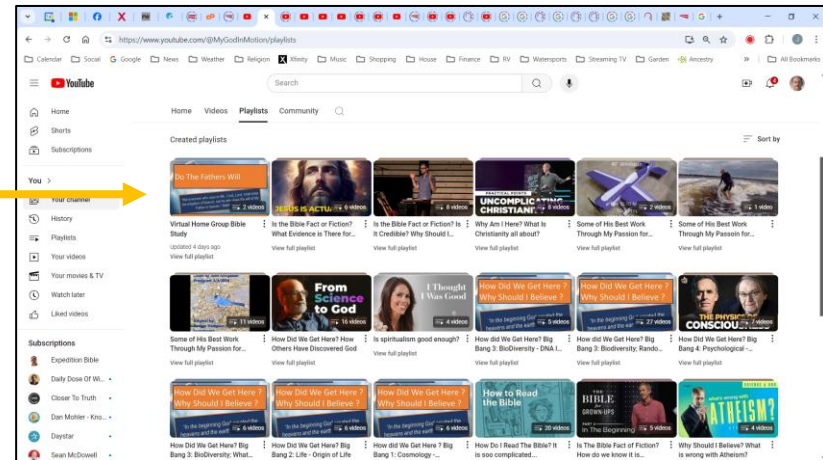 https://www.youtube.com/@MyGodInMotion/playlists
Calendar Social Google News Weather Religion Xfinity Music Shopping House Finance RV Watersports Streaming TV Garden Ancestry » All Bookmarks
YouTube
Search
Home
Shorts
Subscriptions
You >
Your channel
History
Playlists
Your videos
Your movies & TV
Watch later
Liked videos
Subscriptions
Expedition Bible
Daily Dose Of Wi...
Closer To Truth
Dan Mohler - Kno...
Daystar
Sean McDowell
Home Videos Playlists Community
Created playlists
Sort by
Do The Fathers Will
2 videos
Virtual Home Group Bible
Study
Updated 4 days ago
View full playlist
JESUS IS ACTU
6 videos
Is the Bible Fact or Fiction?
What Evidence is There for...
View full playlist
8 videos
Is the Bible Fact or Fiction? Is
It Credible? Why Should I...
View full playlist
PRACTICAL POINTS
UNCOMPLIC
CHRISTIANI
8 videos
Why Am I Here? What Is
Christianity all about?
View full playlist
2 videos
Some of His Best Work
Through My Passion for...
View full playlist
1 video
Some of His Best Work
Through My Passoin for...
View full playlist
11 videos
Some of His Best Work
Through My Passion for...
View full playlist
From
Science
to God
16 videos
How Did We Get Here? How
Others Have Discovered God
View full playlist
I Thought
I Was Good
4 videos
Is spiritualism good enough?
View full playlist
How Did We Get Here ?
Why Should I Believe ?
5 videos
How did We Get Here? Big
Bang 3: BioDiversity - DNA I...
View full playlist
How Did We Get Here ?
Why Should I Believe ?
27 videos
How did We Get Here? Big
Bang 3: Biodiversity; Rando...
View full playlist
THE PHYSICS OF
CONSCIOU
7 videos
How Did We Get Here? Big
Bang 4: Psychological -...
View full playlist
How Did We Get Here ?
Why Should I Believe ?
6 videos
How Did We Get Here? Big
Bang 3: BioDiversity; What...
How Did We Get Here ?
Why Should I Believe ?
6 videos
How Did We Get Here? Big
Bang 2: Life - Origin of Life
How Did We Get Here ?
Why Should I Believe ?
6 videos
How did We Get Here ? Big
Bang 1: Cosmology -...
How to Read
the Bible
20 videos
How Do I Read The Bible? It
is soo complicated...
THE
BIBLE
FOR
GROWN-UPS
In The Beginning
5 videos
Is The Bible Fact of Fiction?
How do we know it is...
what's wrong with
ATHEISM?
4 videos
Why Should I Believe? What
is wrong with Atheism?